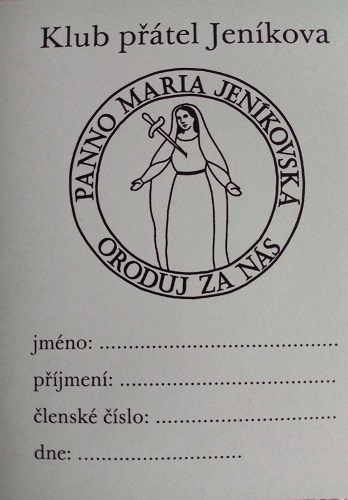 Klub přátel Jeníkova
PANNO MARIA JENÍKOVSKÁ
ORODUJ ZA NÁS
jméno: ........................................
příjmení: ....................................
členské číslo: ..............................
dne: ...........................